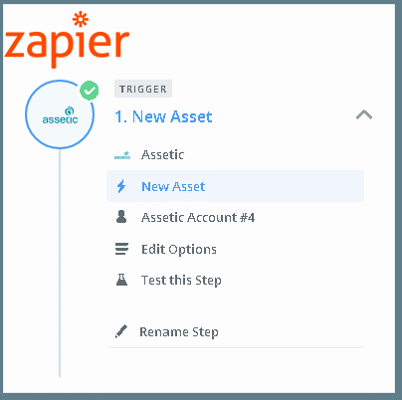 zapier
TRIGGER
assetic
1. New Asset
assetic
Assetic
New Asset
Assetic Account #4
Edit Options
Test this Step
Rename Step